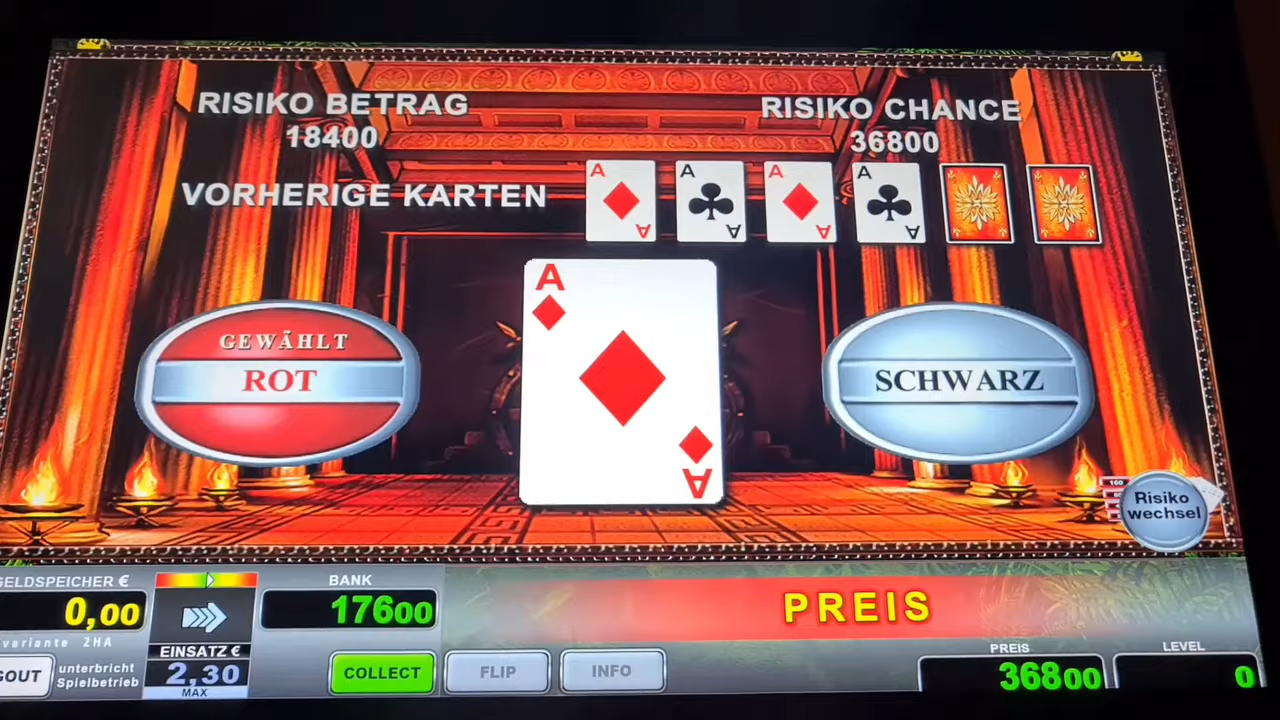 RISIKO BETRAG
18400
RISIKO CHANCE
36800
VORHERIGE KARTEN
A
A
A
A
A
A
A
A
A
A
GEWÄHLT
ROT
SCHWARZ
Risiko
wechsel
GELDSPEICHER €
0,00
variante 2HA
GOUT
unterbricht
Spielbetrieb
EINSATZ €
2,30
MAX
BANK
17600
COLLECT
FLIP
INFO
PREIS
PREIS
36800
LEVEL
0